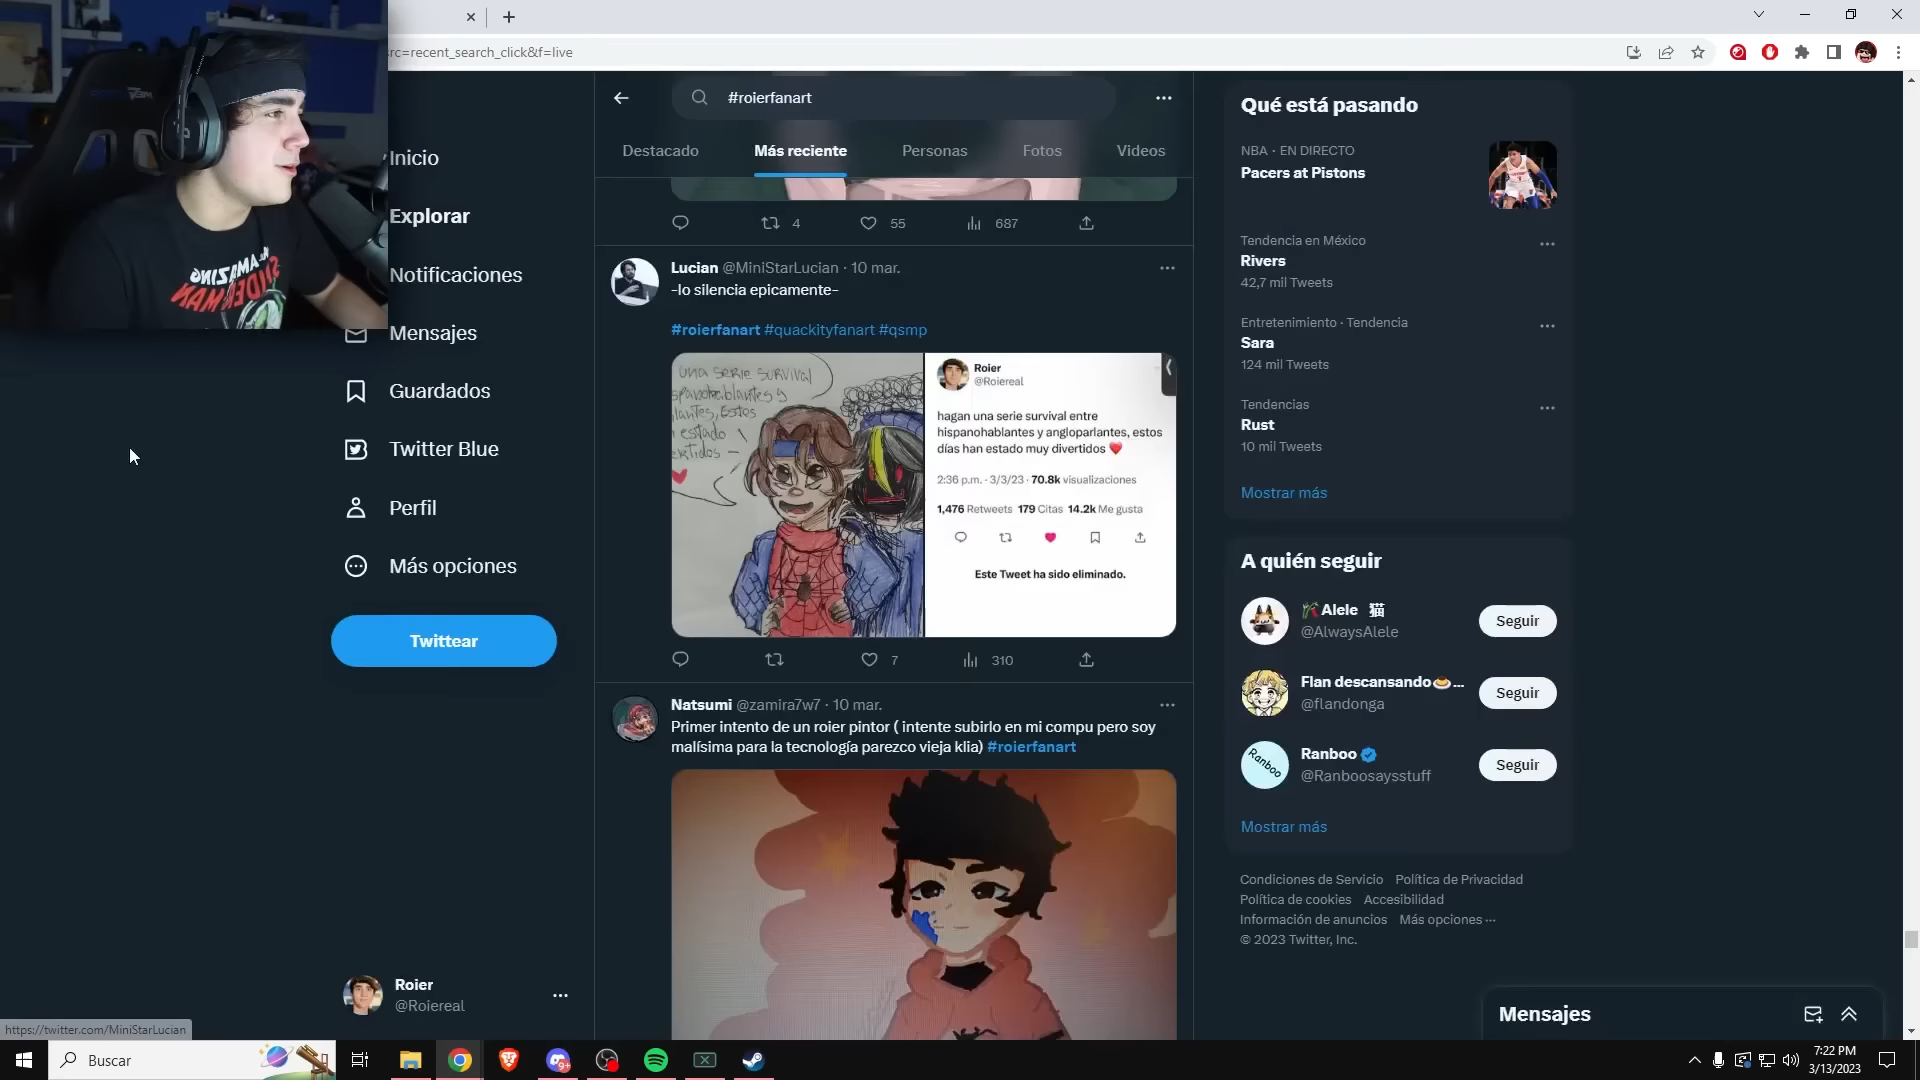 src=recent_search_click&f=live
#roierfanart
Destacado
Más reciente
Personas
Fotos
Videos
Inicio
Explorar
Notificaciones
Mensajes
Guardados
Twitter Blue
Perfil
Más opciones
Twittear
Roier
@Roiereal
https://twitter.com/MiniStarLucian
4
55
687
Lucian @MiniStarLucian · 10 mar.
-lo silencia epicamente-
#roierfanart #quackityfanart #qsmp
una serie survival
Roier
@Roiereal
hagan una serie survival entre
hispanohablantes y angloparlantes, estos
días han estado muy divertidos ❤️
2:36 p.m. · 3/3/23 · 70.8k visualizaciones
1,476 Retweets 179 Citas 14.2k Me gusta
Este Tweet ha sido eliminado.
7
310
Natsumi @zamira7w7 · 10 mar.
Primer intento de un roier pintor ( intente subirlo en mi compu pero soy
malísima para la tecnología parezco vieja klia) #roierfanart
Qué está pasando
NBA · EN DIRECTO
Pacers at Pistons
Tendencia en México
Rivers
42,7 mil Tweets
Entretenimiento · Tendencia
Sara
124 mil Tweets
Tendencias
Rust
10 mil Tweets
Mostrar más
A quién seguir
Alele 猫
@AlwaysAlele
Seguir
Flan descansando🍮...
@flandonga
Seguir
Ranboo
Ranboo
@Ranboosaysstuff
Seguir
Mostrar más
Condiciones de Servicio Política de Privacidad
Política de cookies Accesibilidad
Información de anuncios Más opciones ···
© 2023 Twitter, Inc.
Mensajes
Buscar
9+
7:22 PM
3/13/2023